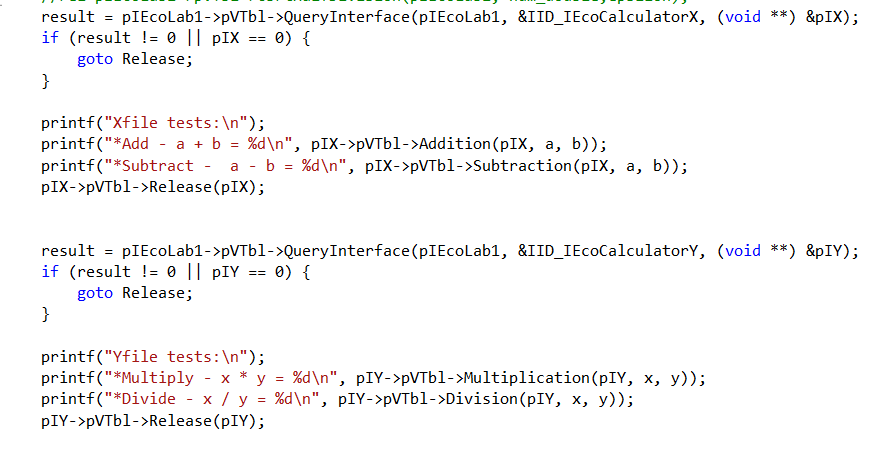 result = pIEcoLab1->pVTbl->QueryInterface(pIEcoLab1, &IID_IEcoCalculatorX, (void **) &pIX);
if (result != 0 || pIX == 0) {
goto Release;
}
printf("Xfile tests:\n");
printf("*Add - a + b = %d\n", pIX->pVTbl->Addition(pIX, a, b));
printf("*Subtract -  a - b = %d\n", pIX->pVTbl->Subtraction(pIX, a, b));
pIX->pVTbl->Release(pIX);
result = pIEcoLab1->pVTbl->QueryInterface(pIEcoLab1, &IID_IEcoCalculatorY, (void **) &pIY);
if (result != 0 || pIY == 0) {
goto Release;
}
printf("Yfile tests:\n");
printf("*Multiply - x * y = %d\n", pIY->pVTbl->Multiplication(pIY, x, y));
printf("*Divide - x / y = %d\n", pIY->pVTbl->Division(pIY, x, y));
pIY->pVTbl->Release(pIY);